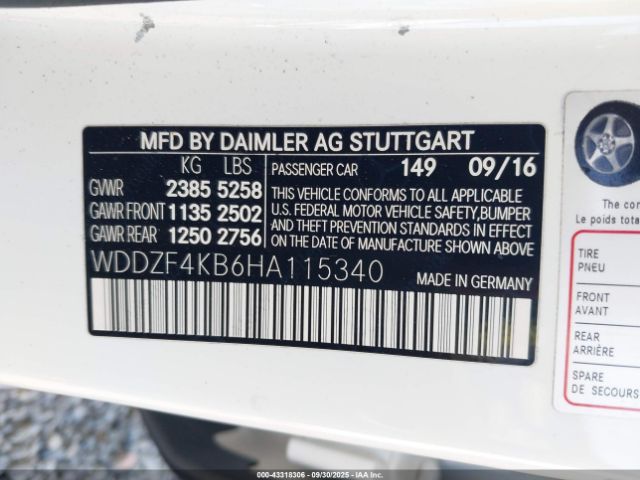 MFD BY DAIMLER AG STUTTGART
KG LBS
GVWR 2385 5258
GAWR FRONT 1135 2502
GAWR REAR 1250 2756
PASSENGER CAR 149 09/16
THIS VEHICLE CONFORMS TO ALL APPLICABLE
U.S. FEDERAL MOTOR VEHICLE SAFETY,BUMPER
AND THEFT PREVENTION STANDARDS IN EFFECT
ON THE DATE OF MANUFACTURE SHOWN ABOVE.
WDDZF4KB6HA115340
MADE IN GERMANY
The
Le poids
TIRE
PNEU
FRONT
AVANT
REAR
ARRIÈRE
SPARE
DE SECOURS
000-43318306 | 09/30/2025 | IAA